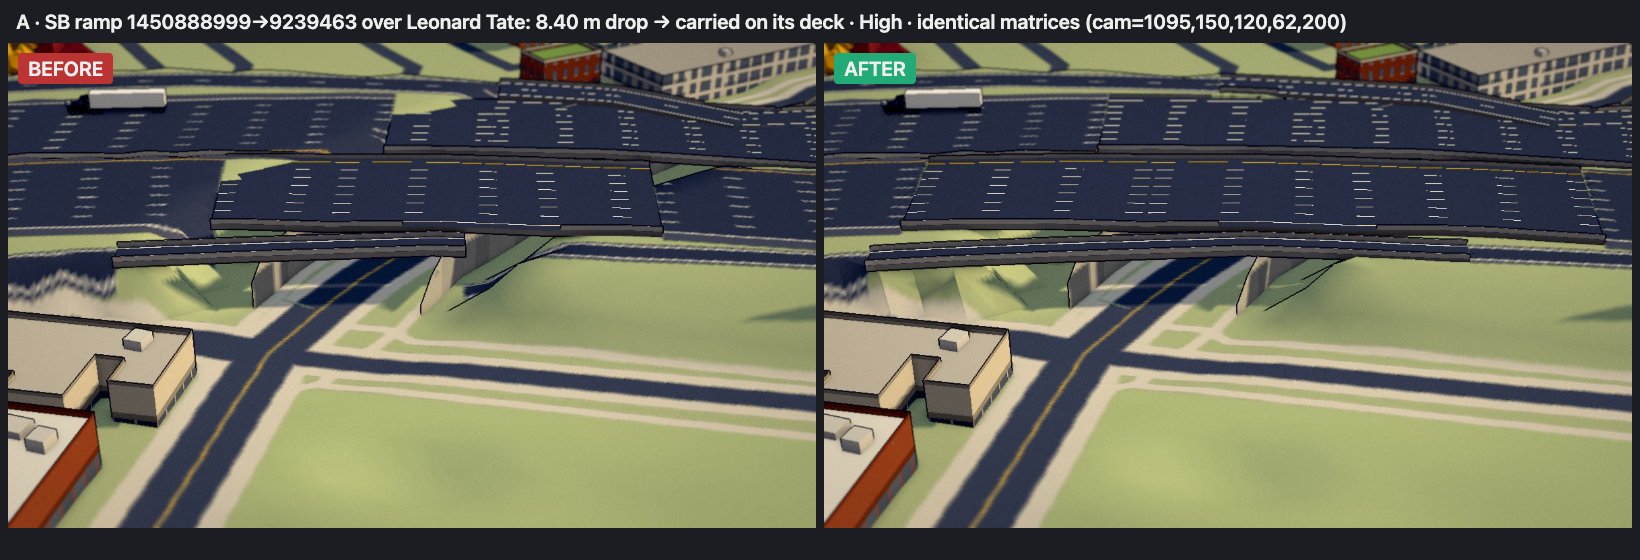 A · SB ramp 1450888999→9239463 over Leonard Tate: 8.40 m drop → carried on its deck · High · identical matrices (cam=1095,150,120,62,200)
BEFORE
AFTER